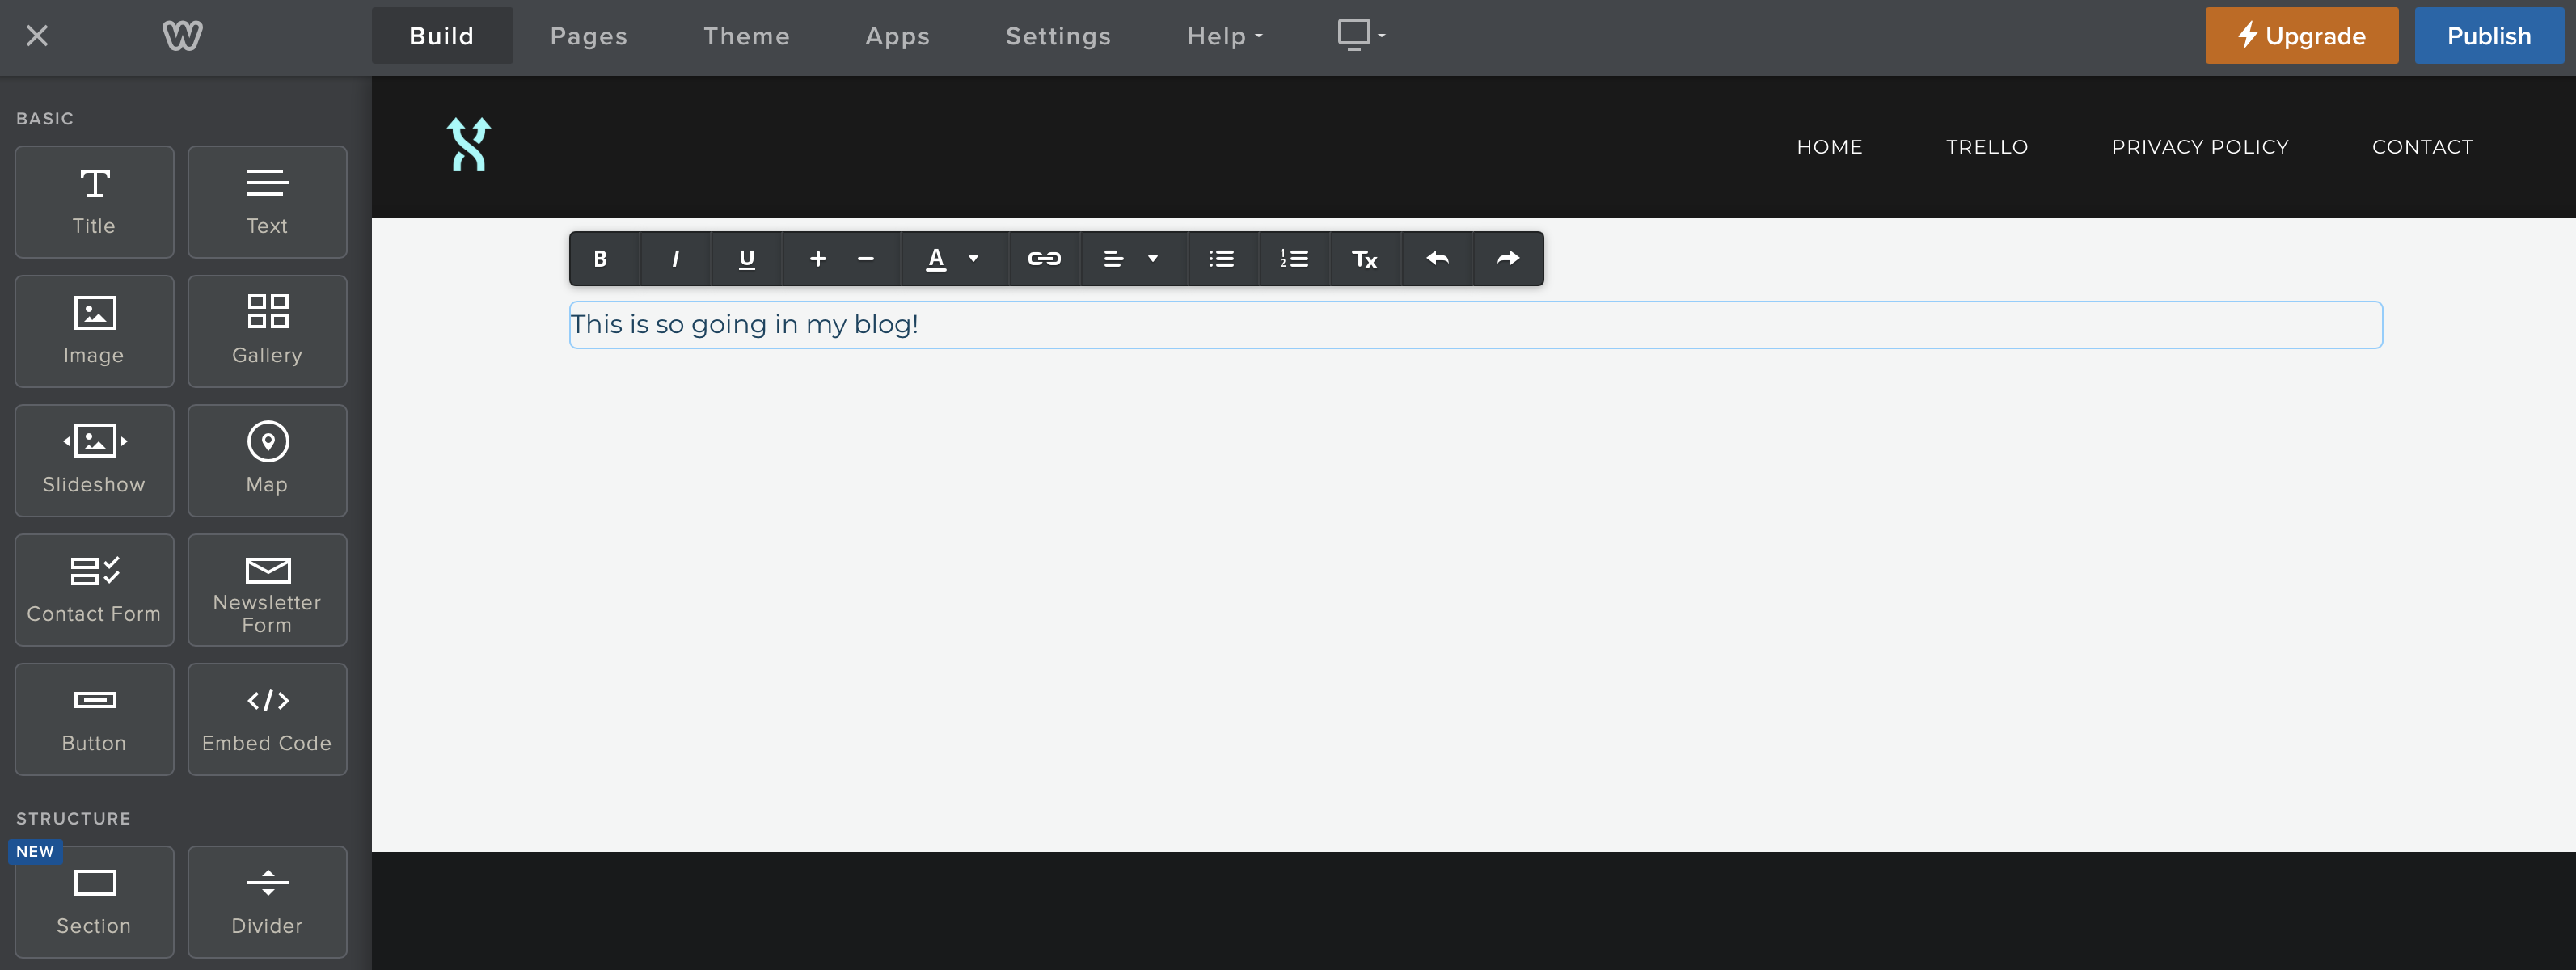 Build Pages Theme Apps Settings Help Upgrade Publish
HOME TRELLO PRIVACY POLICY CONTACT
BASIC
Title Text
Image Gallery
Slideshow Map
Contact Form Newsletter
Form
Button Embed Code
STRUCTURE
NEW
Section Divider
B I U + − A Tx
This is so going in my blog!